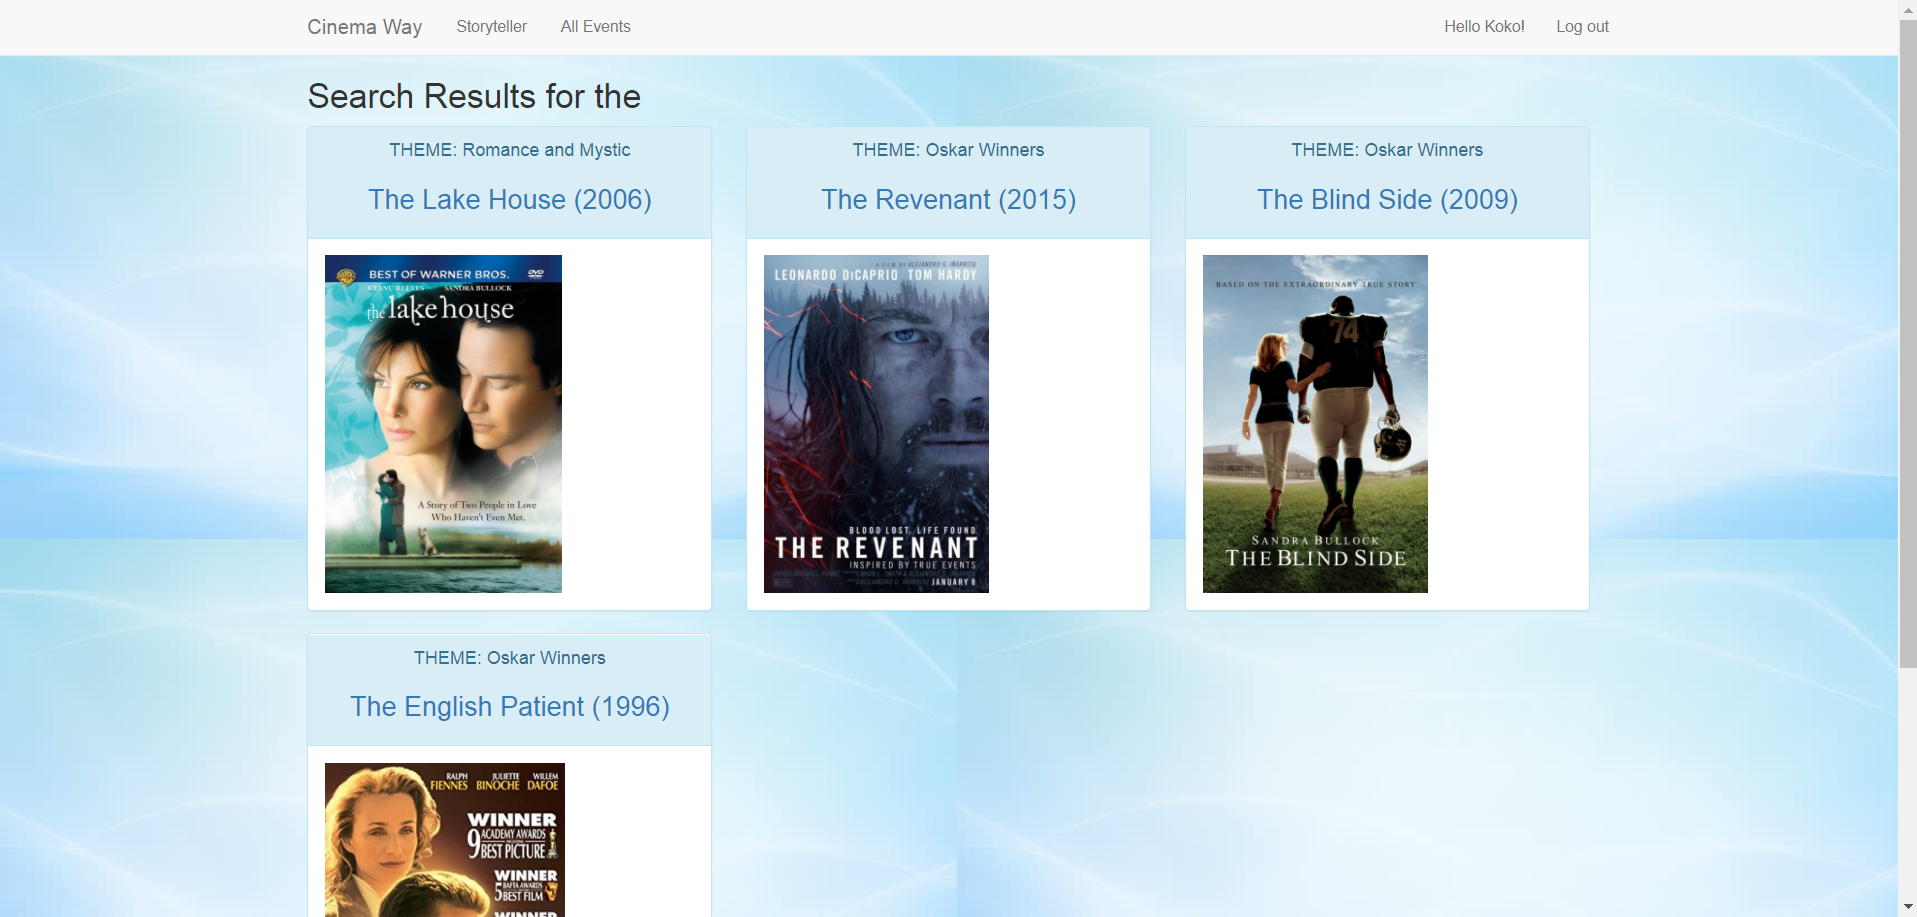 Cinema Way Storyteller All Events Hello Koko! Log out
Search Results for the
THEME: Romance and Mystic
The Lake House (2006)
BEST OF WARNER BROS. DVD
KEANU REEVES SANDRA BULLOCK
the lake house
A Story of Two People in Love
Who Haven't Even Met.
THEME: Oskar Winners
The Revenant (2015)
A FILM BY ALEJANDRO G. IÑÁRRITU
LEONARDO DiCAPRIO TOM HARDY
BLOOD LOST. LIFE FOUND.
THE REVENANT
INSPIRED BY TRUE EVENTS
JANUARY 8
THEME: Oskar Winners
The Blind Side (2009)
BASED ON THE EXTRAORDINARY TRUE STORY
74
SANDRA BULLOCK
THE BLIND SIDE
THEME: Oskar Winners
The English Patient (1996)
RALPH FIENNES JULIETTE BINOCHE WILLEM DAFOE
WINNER
9 ACADEMY AWARDS
INCLUDING
BEST PICTURE
WINNER
5 BAFTA AWARDS
BEST FILM
WINNER